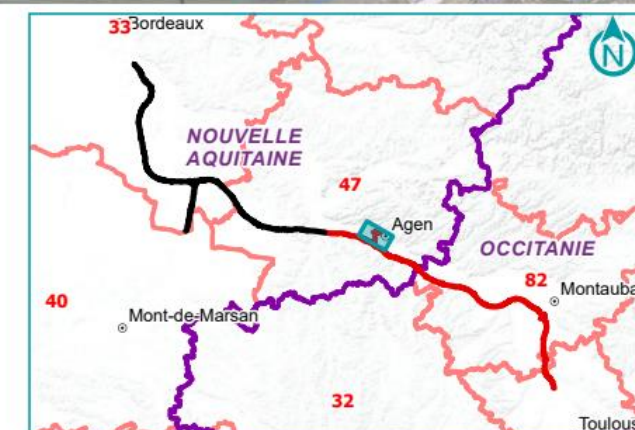 33
Bordeaux
N
NOUVELLE
AQUITAINE
47
Agen
OCCITANIE
82
Montauba
40
Mont-de-Marsan
32
Toulous